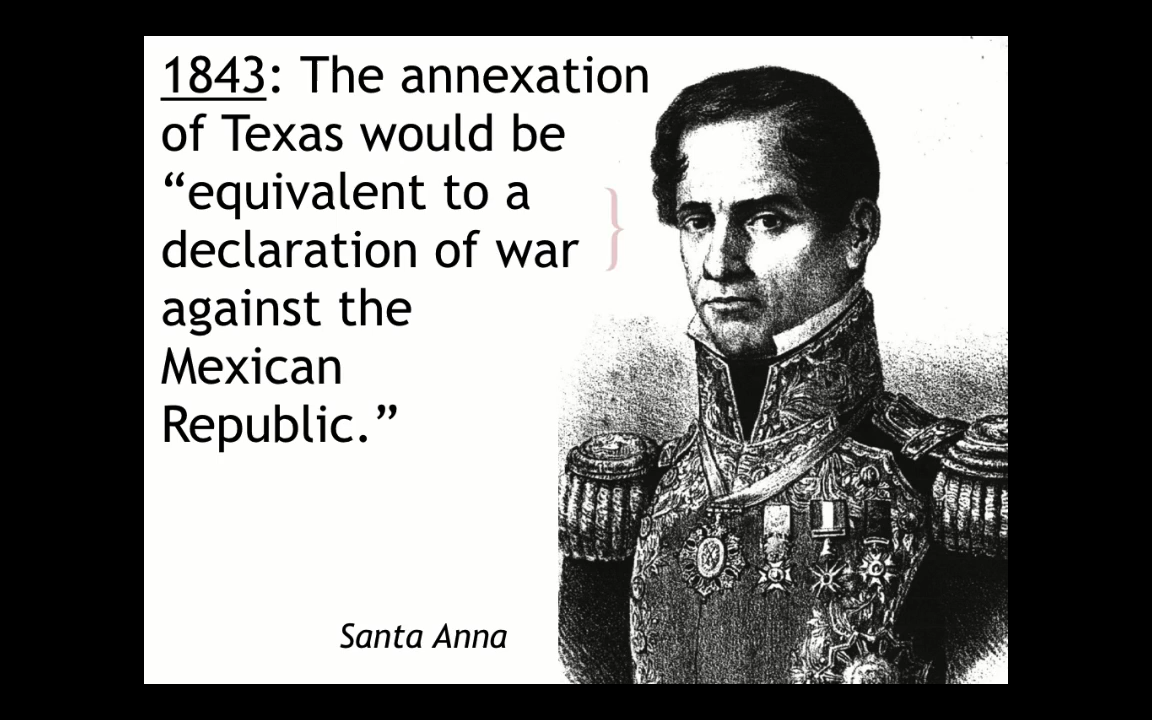 1843: The annexation
of Texas would be
“equivalent to a
declaration of war
against the
Mexican
Republic.”
}
Santa Anna